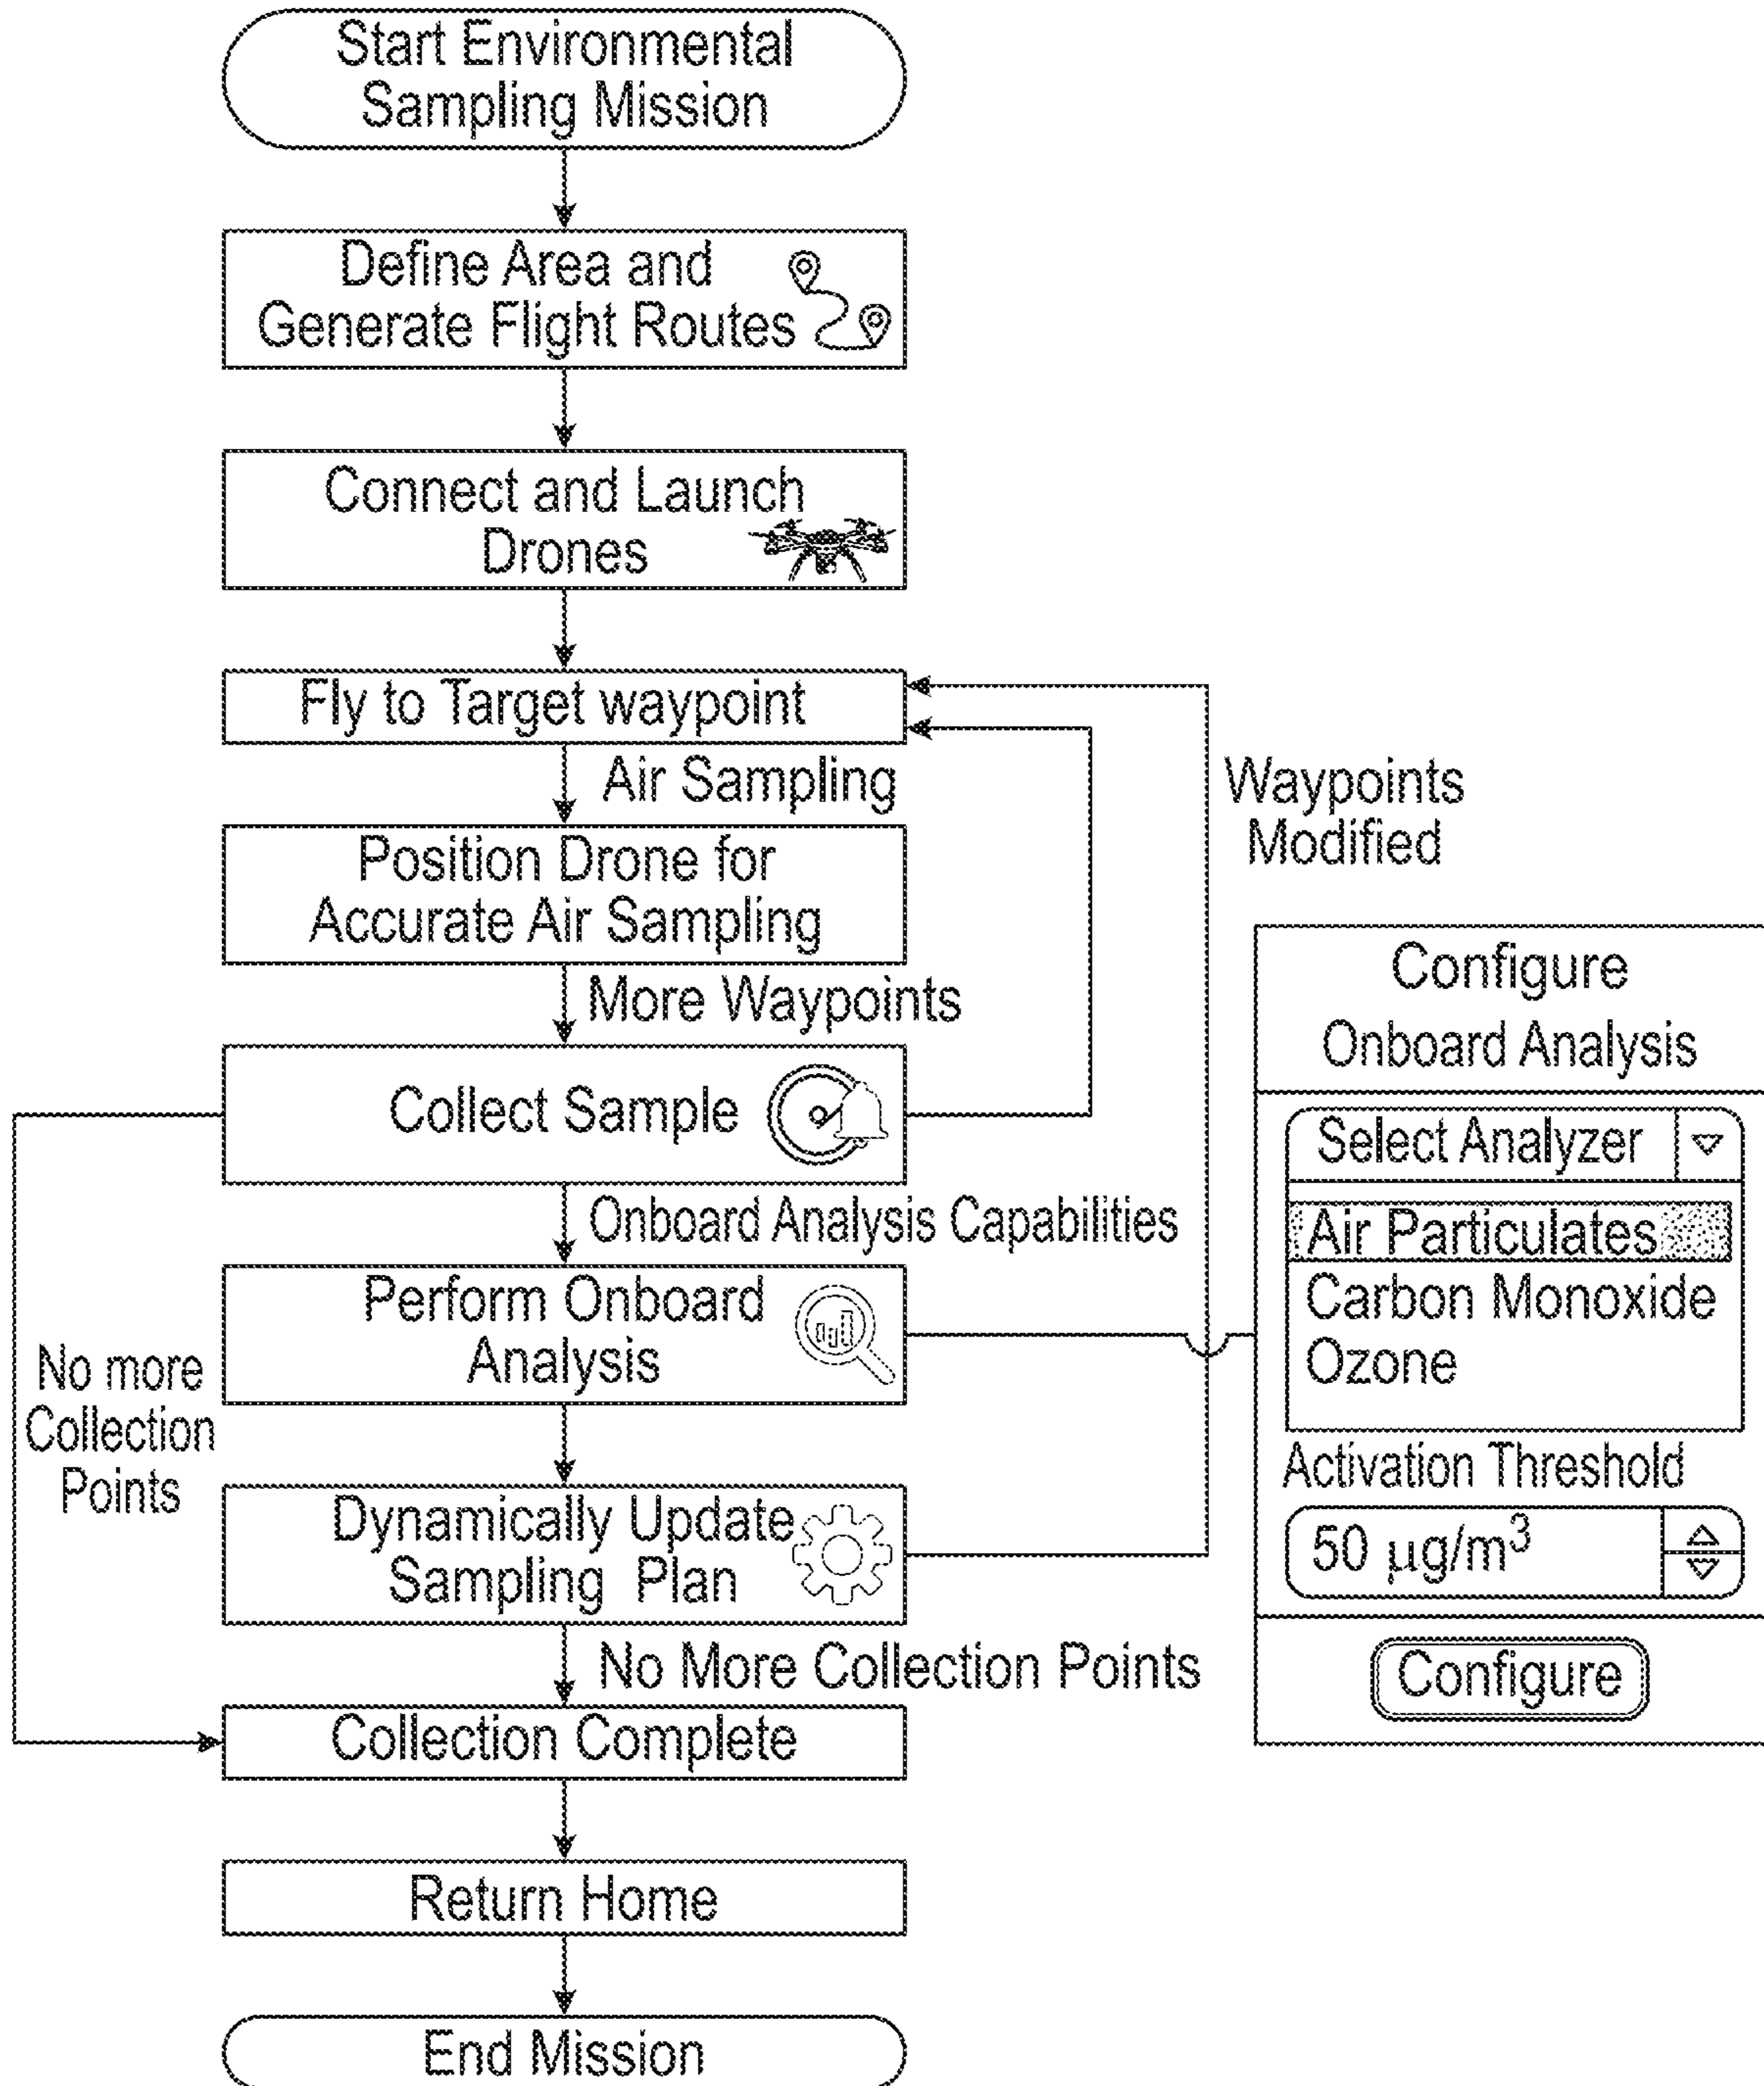 Start Environmental
Sampling Mission
Define Area and
Generate Flight Routes
Connect and Launch
Drones
Fly to Target waypoint
Air Sampling
Position Drone for
Accurate Air Sampling
More Waypoints
Collect Sample
Onboard Analysis Capabilities
Perform Onboard
Analysis
Dynamically Update
Sampling Plan
No More Collection Points
Collection Complete
Return Home
End Mission
No more
Collection
Points
Waypoints
Modified
Configure
Onboard Analysis
Select Analyzer
Air Particulates
Carbon Monoxide
Ozone
Activation Threshold
50 µg/m³
Configure